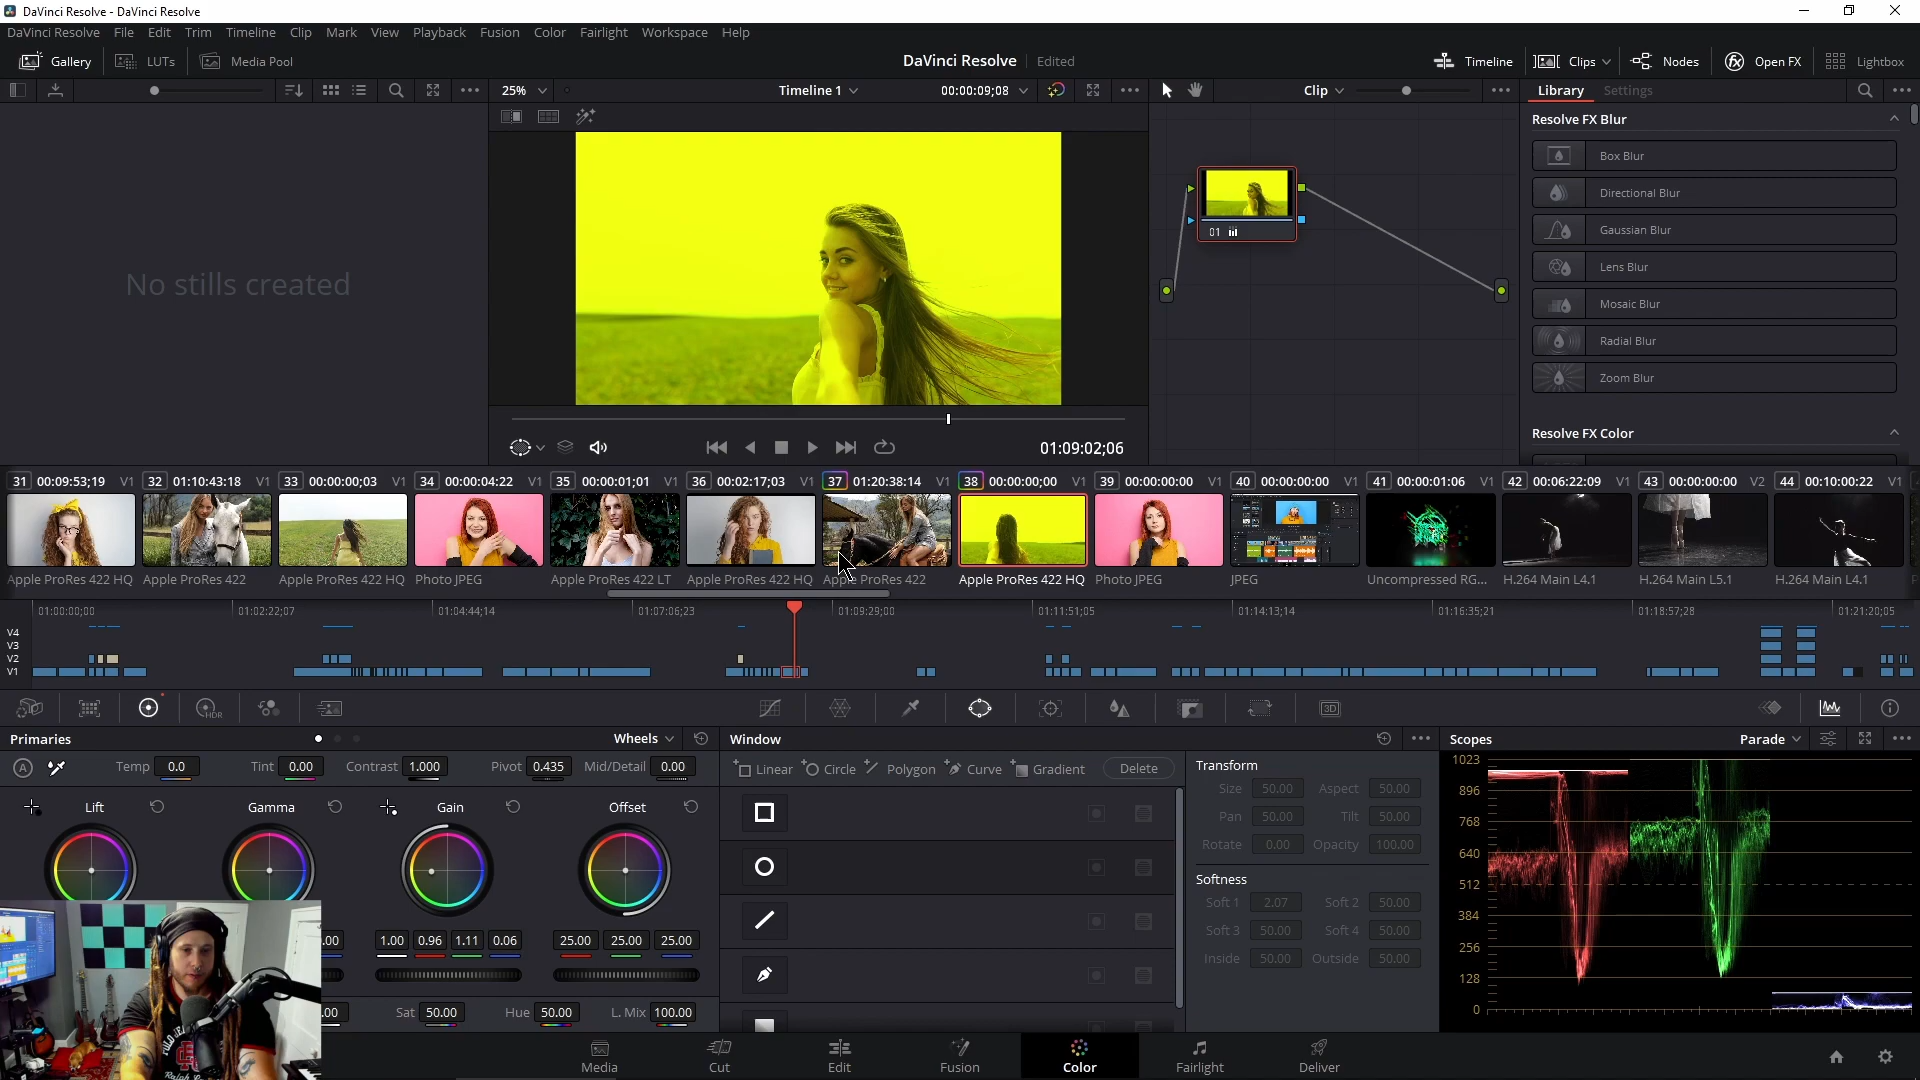 DaVinci Resolve - DaVinci Resolve
DaVinci Resolve File Edit Trim Timeline Clip Mark View Playback Fusion Color Fairlight Workspace Help
Gallery LUTs Media Pool DaVinci Resolve Edited Timeline Clips Nodes Open FX Lightbox
25% Timeline 1 00:00:09;08 Clip Library Settings
Resolve FX Blur
Box Blur
Directional Blur
Gaussian Blur
Lens Blur
Mosaic Blur
Radial Blur
Zoom Blur
Resolve FX Color
No stills created
01
01:09:02;06
31 00:09:53;19 V1 32 01:10:43:18 V1 33 00:00:00;03 V1 34 00:00:04:22 V1 35 00:00:01;01 V1 36 00:02:17;03 V1 37 01:20:38:14 V1 38 00:00:00;00 V1 39 00:00:00:00 V1 40 00:00:00:00 V1 41 00:00:01:06 V1 42 00:06:22:09 V1 43 00:00:00:00 V2 44 00:10:00:22 V1
Apple ProRes 422 HQ Apple ProRes 422 Apple ProRes 422 HQ Photo JPEG Apple ProRes 422 LT Apple ProRes 422 HQ Apple ProRes 422 Apple ProRes 422 HQ Photo JPEG JPEG Uncompressed RG... H.264 Main L4.1 H.264 Main L5.1 H.264 Main L4.1
01:00:00;00 01:02:22;07 01:04:44;14 01:07:06;23 01:09:29;00 01:11:51;05 01:14:13;14 01:16:35;21 01:18:57;28 01:21:20;05
V4
V3
V2
V1
HDR 3D
Primaries Wheels Window Scopes Parade
Temp 0.0 Tint 0.00 Contrast 1.000 Pivot 0.435 Mid/Detail 0.00
Lift Gamma Gain Offset
.00 1.00 0.96 1.11 0.06 25.00 25.00 25.00
.00 Sat 50.00 Hue 50.00 L. Mix 100.00
Linear Circle Polygon Curve Gradient Delete
Transform
Size 50.00 Aspect 50.00
Pan 50.00 Tilt 50.00
Rotate 0.00 Opacity 100.00
Softness
Soft 1 2.07 Soft 2 50.00
Soft 3 50.00 Soft 4 50.00
Inside 50.00 Outside 50.00
1023
896
768
640
512
384
256
128
0
Media Cut Edit Fusion Color Fairlight Deliver